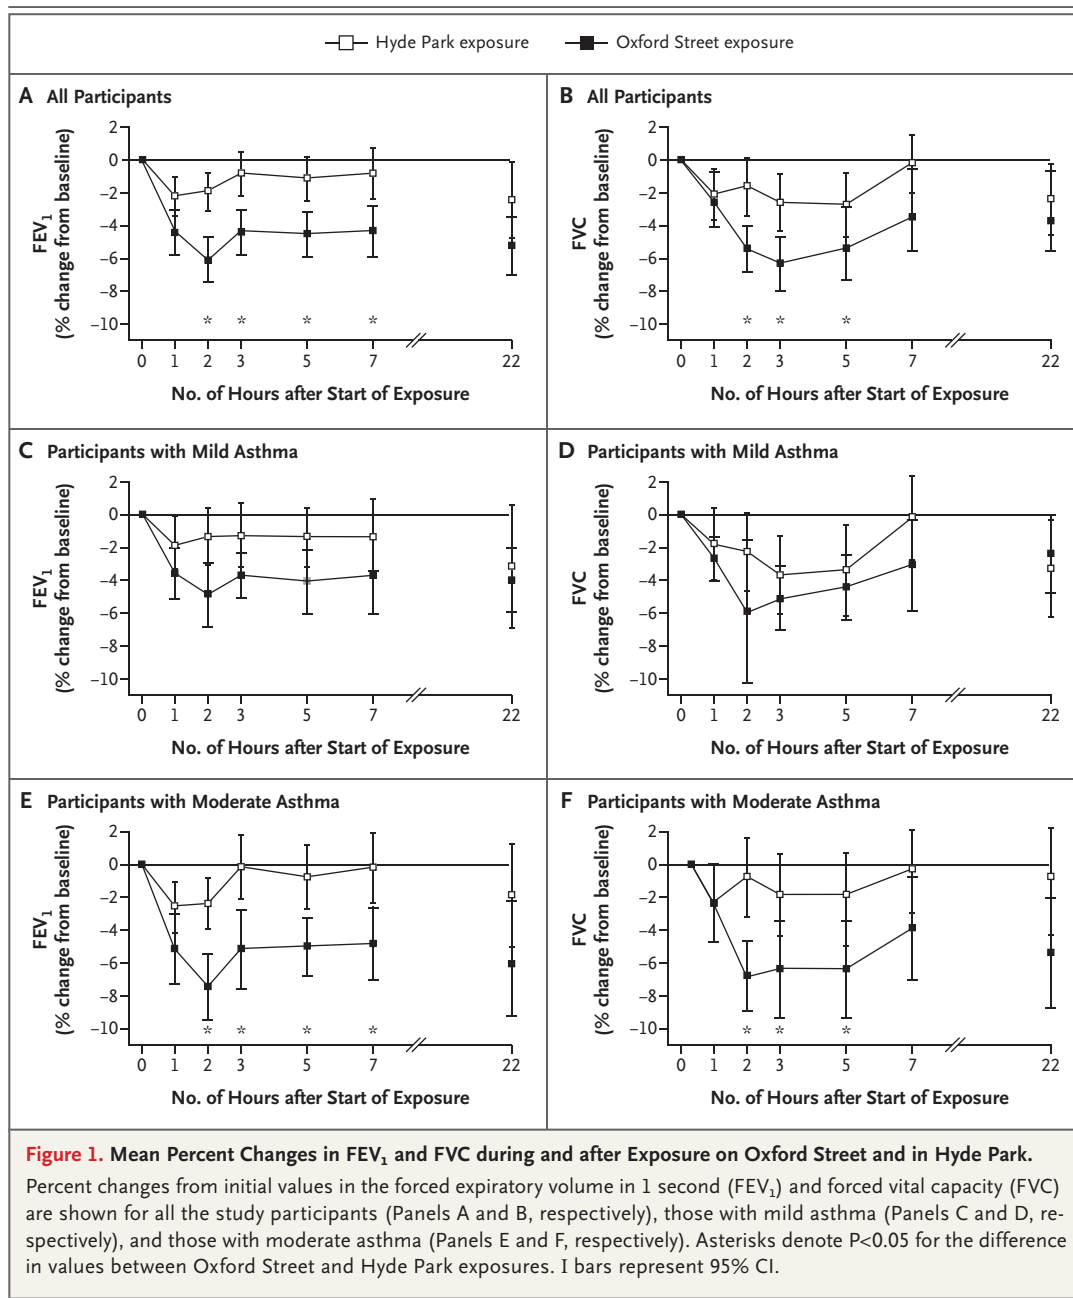 Hyde Park exposure
Oxford Street exposure
A All Participants
2
0
−2
−4
−6
−8
−10
FEV₁
(% change from baseline)
* * * *
0 1 2 3 5 7 22
No. of Hours after Start of Exposure
B All Participants
2
0
−2
−4
−6
−8
−10
FVC
(% change from baseline)
* * *
0 1 2 3 5 7 22
No. of Hours after Start of Exposure
C Participants with Mild Asthma
2
0
−2
−4
−6
−8
−10
FEV₁
(% change from baseline)
0 1 2 3 5 7 22
No. of Hours after Start of Exposure
D Participants with Mild Asthma
2
0
−2
−4
−6
−8
−10
FVC
(% change from baseline)
0 1 2 3 5 7 22
No. of Hours after Start of Exposure
E Participants with Moderate Asthma
2
0
−2
−4
−6
−8
−10
FEV₁
(% change from baseline)
* * * *
0 1 2 3 5 7 22
No. of Hours after Start of Exposure
F Participants with Moderate Asthma
2
0
−2
−4
−6
−8
−10
FVC
(% change from baseline)
* * *
0 1 2 3 5 7 22
No. of Hours after Start of Exposure
Figure 1. Mean Percent Changes in FEV₁ and FVC during and after Exposure on Oxford Street and in Hyde Park.
Percent changes from initial values in the forced expiratory volume in 1 second (FEV₁) and forced vital capacity (FVC)
are shown for all the study participants (Panels A and B, respectively), those with mild asthma (Panels C and D, re-
spectively), and those with moderate asthma (Panels E and F, respectively). Asterisks denote P<0.05 for the difference
in values between Oxford Street and Hyde Park exposures. I bars represent 95% CI.